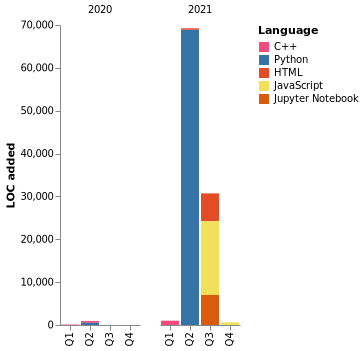 2020
2021
Language
C++
Python
HTML
JavaScript
Jupyter Notebook
LOC added
70,000
60,000
50,000
40,000
30,000
20,000
10,000
0
Q1
Q2
Q3
Q4
Q1
Q2
Q3
Q4